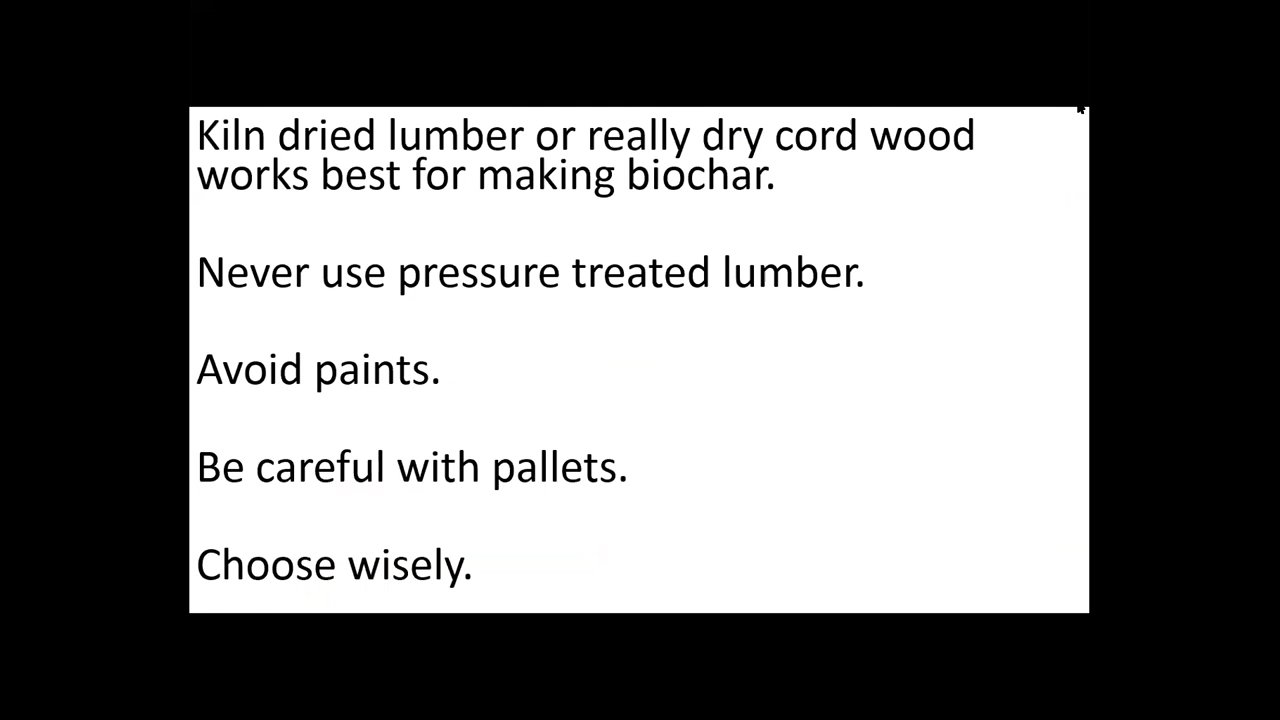 Kiln dried lumber or really dry cord wood
works best for making biochar.
Never use pressure treated lumber.
Avoid paints.
Be careful with pallets.
Choose wisely.